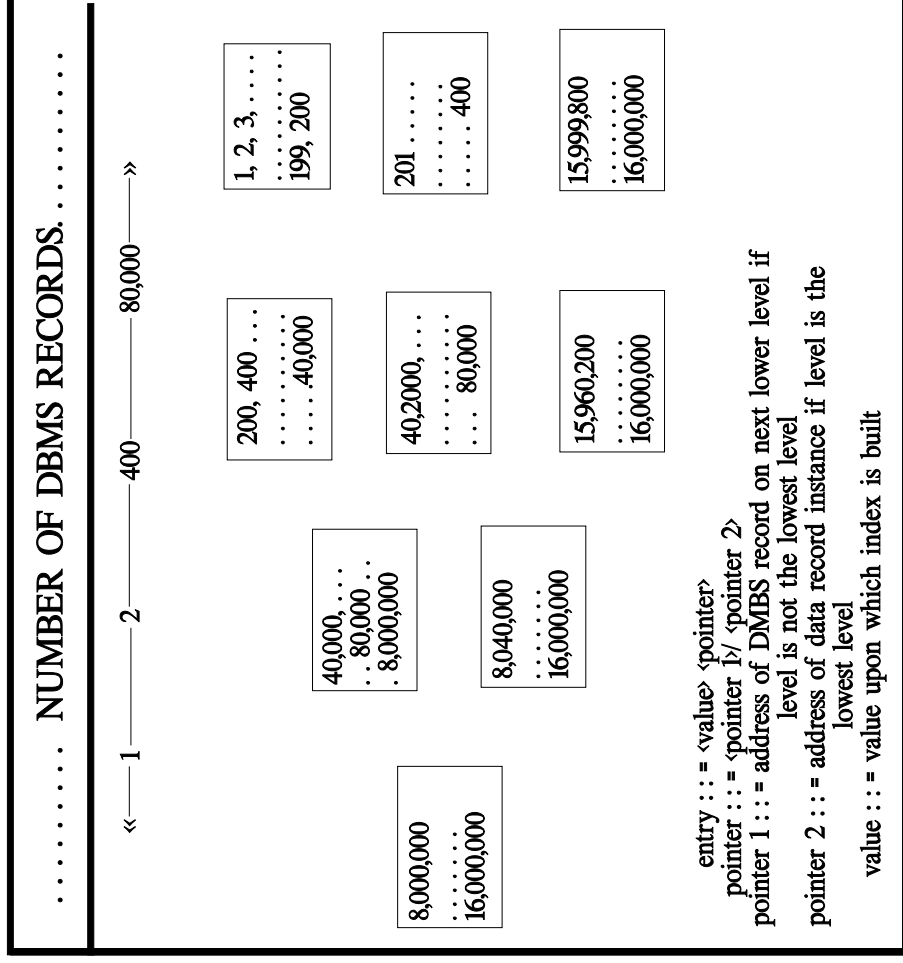 . . . . . . . . NUMBER OF DBMS RECORDS. . . . . . . . .
«—— 1 —— 2 —— 400 —— 80,000 ——»
8,000,000
. . . . . . .
16,000,000
40,000, . . .
. . 80,000 . .
. 8,000,000
8,040,000
. . . . . . .
16,000,000
200, 400 . . .
. . . . . . . . .
. . . . .40,000
40,2000, . . .
. . . . . . . . .
. . . 80,000
15,960,200
. . . . . . .
16,000,000
1, 2, 3, . . . .
. . . . . . . . . .
199, 200
201 . . . . .
. . . . . . .
. . . . . 400
15,999,800
. . . . . . .
16,000,000
entry : : = ‹value› ‹pointer›
pointer : : = ‹pointer 1›/ ‹pointer 2›
pointer 1 : : = address of DMBS record on next lower level if
level is not the lowest level
pointer 2 : : = address of data record instance if level is the
lowest level
value : : = value upon which index is built